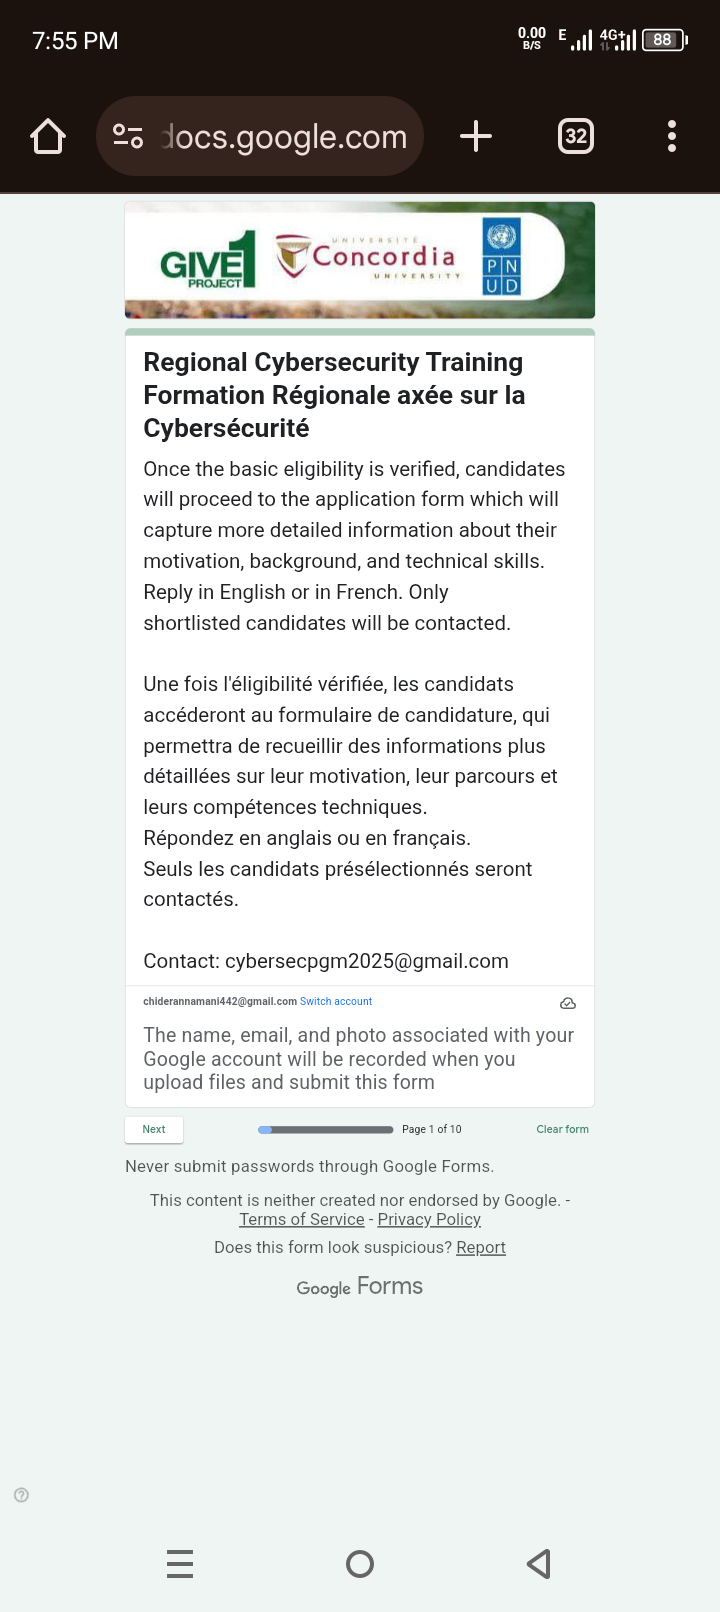 7:55 PM
0.00
B/S
E
4G+
88
docs.google.com
32
GIVE1
PROJECT
UNIVERSITÉ
Concordia
UNIVERSITY
P N
U D
Regional Cybersecurity Training
Formation Régionale axée sur la
Cybersécurité
Once the basic eligibility is verified, candidates
will proceed to the application form which will
capture more detailed information about their
motivation, background, and technical skills.
Reply in English or in French. Only
shortlisted candidates will be contacted.
Une fois l'éligibilité vérifiée, les candidats
accéderont au formulaire de candidature, qui
permettra de recueillir des informations plus
détaillées sur leur motivation, leur parcours et
leurs compétences techniques.
Répondez en anglais ou en français.
Seuls les candidats présélectionnés seront
contactés.
Contact: cybersecpgm2025@gmail.com
chiderannamani442@gmail.com Switch account
The name, email, and photo associated with your
Google account will be recorded when you
upload files and submit this form
Next
Page 1 of 10
Clear form
Never submit passwords through Google Forms.
This content is neither created nor endorsed by Google. -
Terms of Service - Privacy Policy
Does this form look suspicious? Report
Google Forms